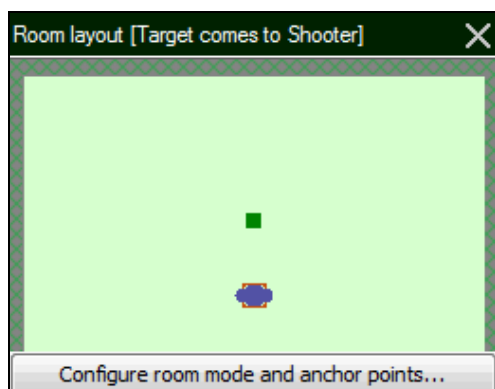 Room layout [Target comes to Shooter]
Configure room mode and anchor points...